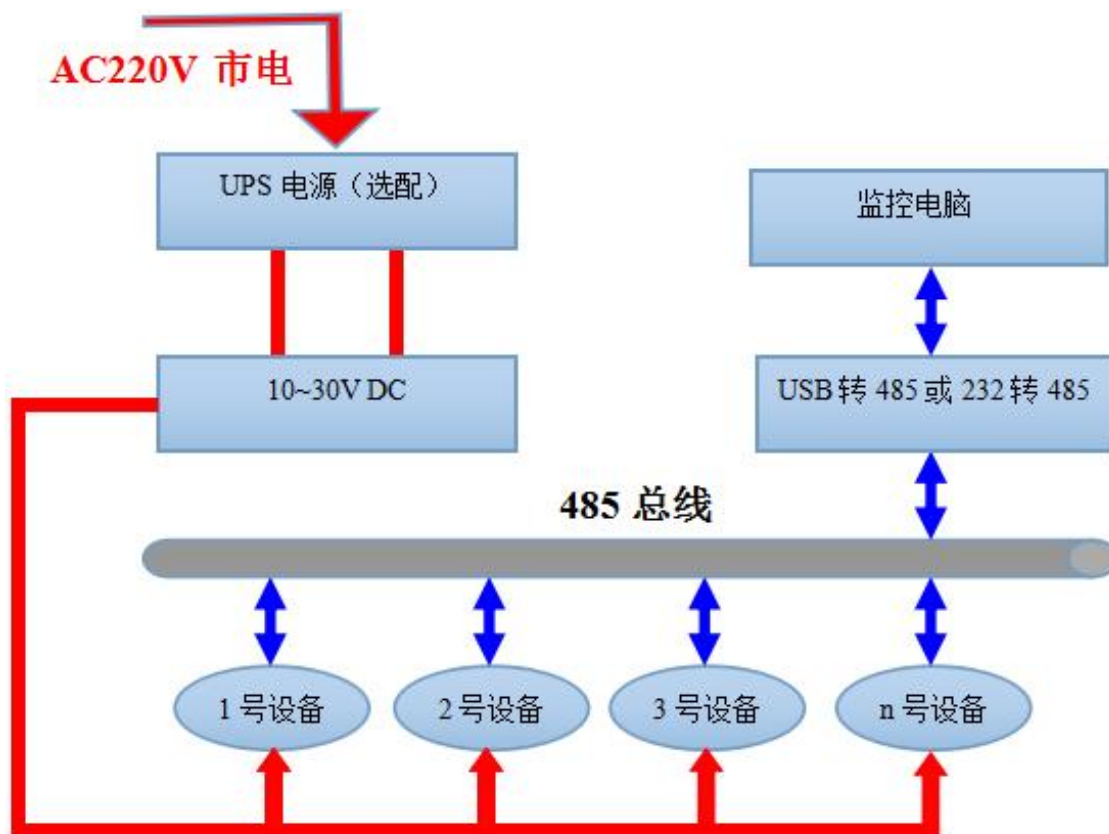 AC220V 市电
UPS 电源（选配）
监控电脑
10~30V DC
USB 转 485 或 232 转 485
485 总线
1 号设备
2 号设备
3 号设备
n 号设备